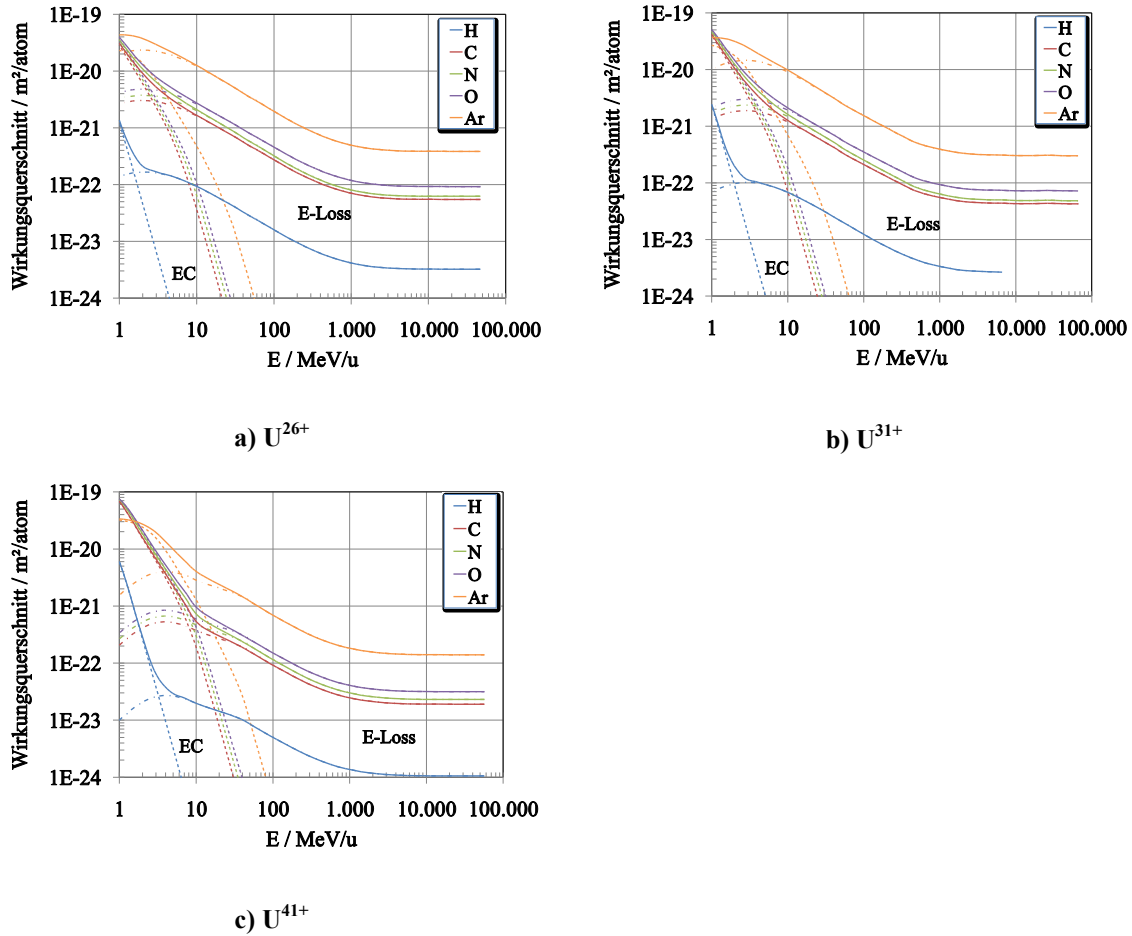 Wirkungsquerschnitt / m²/atom
1E-19
1E-20
1E-21
1E-22
1E-23
1E-24
H
C
N
O
Ar
E-Loss
EC
1 10 100 1.000 10.000 100.000
E / MeV/u
a) U²⁶⁺
Wirkungsquerschnitt / m²/atom
1E-19
1E-20
1E-21
1E-22
1E-23
1E-24
H
C
N
O
Ar
E-Loss
EC
1 10 100 1.000 10.000 100.000
E / MeV/u
b) U³¹⁺
Wirkungsquerschnitt / m²/atom
1E-19
1E-20
1E-21
1E-22
1E-23
1E-24
H
C
N
O
Ar
E-Loss
EC
1 10 100 1.000 10.000 100.000
E / MeV/u
c) U⁴¹⁺